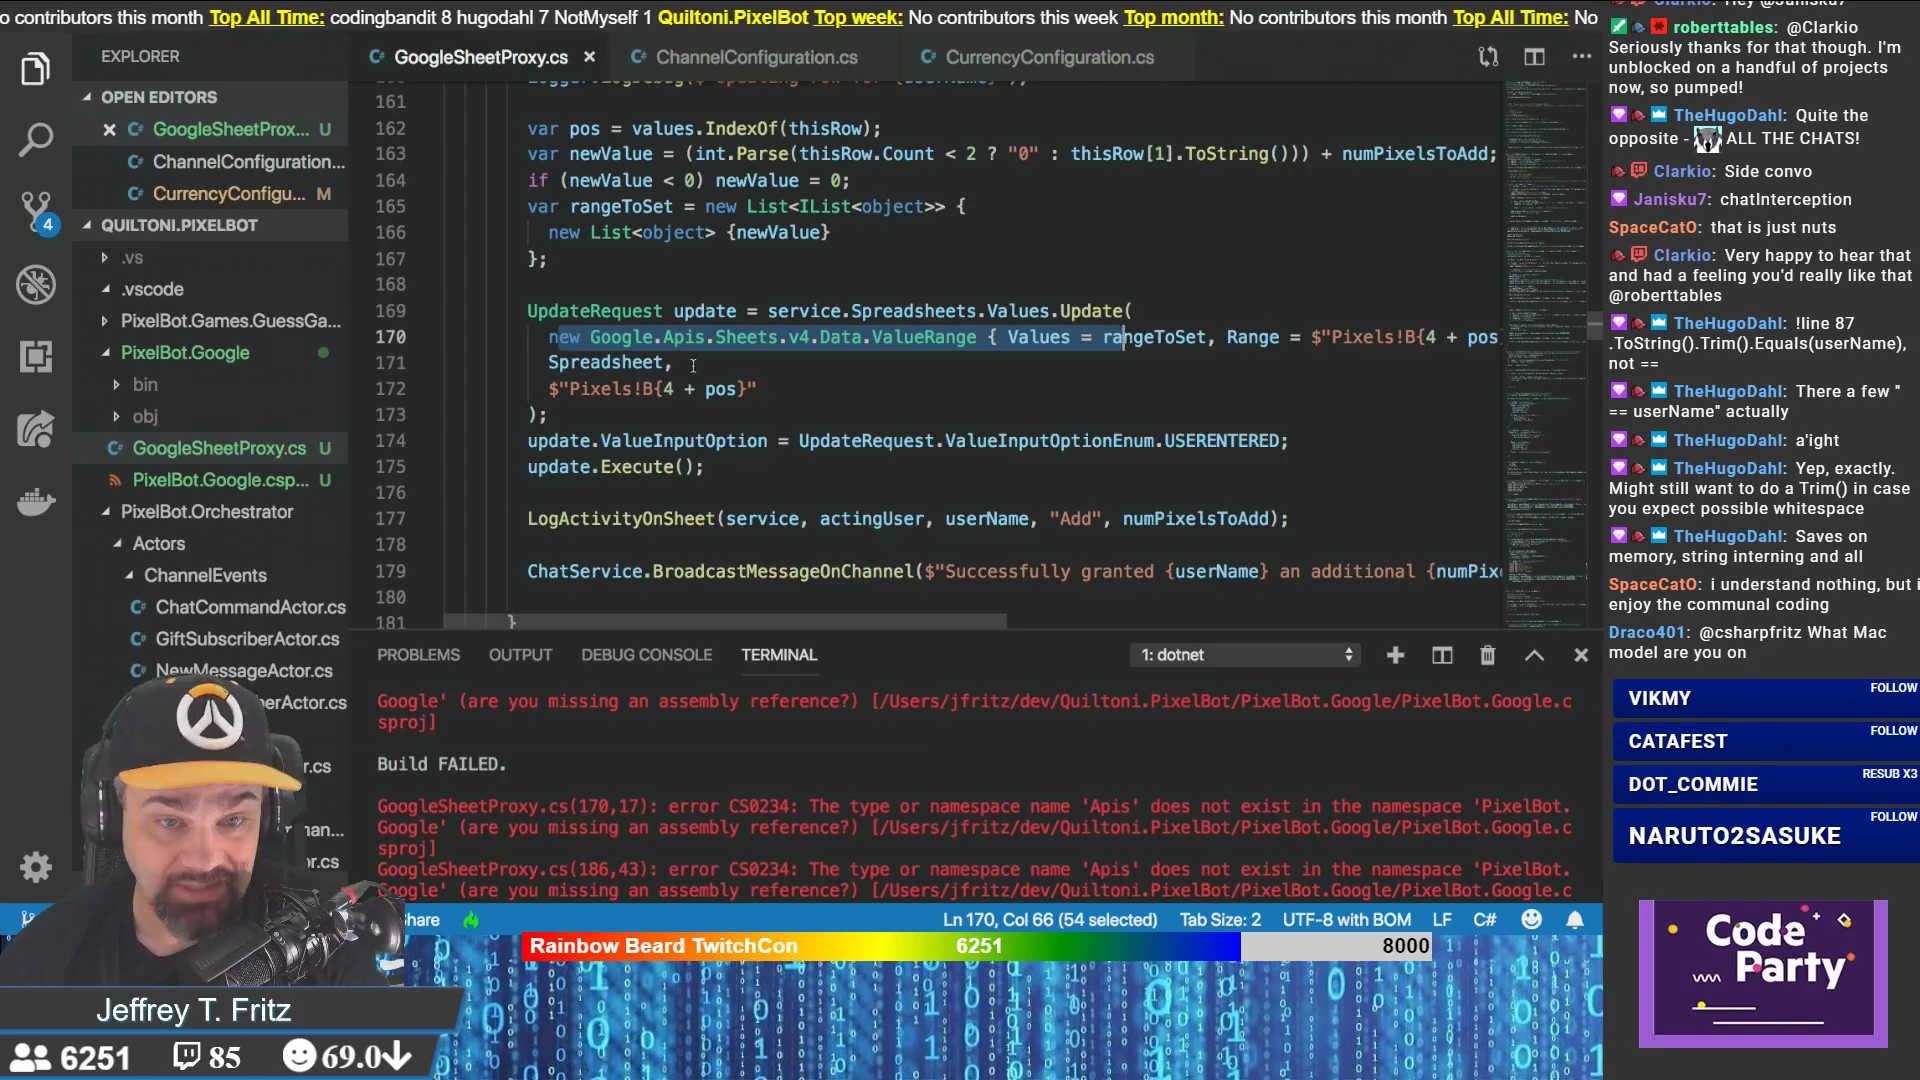 o contributors this month Top All Time: codingbandit 8 hugodahl 7 NotMyself 1 Quiltoni.PixelBot Top week: No contributors this week Top month: No contributors this month Top All Time: No
EXPLORER
OPEN EDITORS
GoogleSheetProx... U
ChannelConfiguration...
CurrencyConfigu... M
QUILTONI.PIXELBOT
.vs
.vscode
PixelBot.Games.GuessGa...
PixelBot.Google
bin
obj
GoogleSheetProxy.cs U
PixelBot.Google.csp... U
PixelBot.Orchestrator
Actors
ChannelEvents
ChatCommandActor.cs
GiftSubscriberActor.cs
NewMessageActor.cs
erActor.cs
.cs
man...
r.cs
4
GoogleSheetProxy.cs
ChannelConfiguration.cs
CurrencyConfiguration.cs
161
162 var pos = values.IndexOf(thisRow);
163 var newValue = (int.Parse(thisRow.Count < 2 ? "0" : thisRow[1].ToString())) + numPixelsToAdd;
164 if (newValue < 0) newValue = 0;
165 var rangeToSet = new List<IList<object>> {
166 new List<object> {newValue}
167 };
168
169 UpdateRequest update = service.Spreadsheets.Values.Update(
170 new Google.Apis.Sheets.v4.Data.ValueRange { Values = rangeToSet, Range = $"Pixels!B{4 + pos
171 Spreadsheet,
172 $"Pixels!B{4 + pos}"
173 );
174 update.ValueInputOption = UpdateRequest.ValueInputOptionEnum.USERENTERED;
175 update.Execute();
176
177 LogActivityOnSheet(service, actingUser, userName, "Add", numPixelsToAdd);
178
179 ChatService.BroadcastMessageOnChannel($"Successfully granted {userName} an additional {numPix
180
181 }
PROBLEMS OUTPUT DEBUG CONSOLE TERMINAL
1: dotnet
Google' (are you missing an assembly reference?) [/Users/jfritz/dev/Quiltoni.PixelBot/PixelBot.Google/PixelBot.Google.c
sproj]
Build FAILED.
GoogleSheetProxy.cs(170,17): error CS0234: The type or namespace name 'Apis' does not exist in the namespace 'PixelBot.
Google' (are you missing an assembly reference?) [/Users/jfritz/dev/Quiltoni.PixelBot/PixelBot.Google/PixelBot.Google.c
sproj]
GoogleSheetProxy.cs(186,43): error CS0234: The type or namespace name 'Apis' does not exist in the namespace 'PixelBot.
Google' (are you missing an assembly reference?) [/Users/jfritz/dev/Quiltoni.PixelBot/PixelBot.Google/PixelBot.Google.c
hare
Ln 170, Col 66 (54 selected) Tab Size: 2 UTF-8 with BOM LF C#
Rainbow Beard TwitchCon 6251 8000
Jeffrey T. Fritz
6251 85 69.0
roberttables: @Clarkio
Seriously thanks for that though. I'm
unblocked on a handful of projects
now, so pumped!
TheHugoDahl: Quite the
opposite - ALL THE CHATS!
Clarkio: Side convo
Janisku7: chatInterception
SpaceCatO: that is just nuts
Clarkio: Very happy to hear that
and had a feeling you'd really like that
@roberttables
TheHugoDahl: !line 87
.ToString().Trim().Equals(userName),
not ==
TheHugoDahl: There a few "
== userName" actually
TheHugoDahl: a'ight
TheHugoDahl: Yep, exactly.
Might still want to do a Trim() in case
you expect possible whitespace
TheHugoDahl: Saves on
memory, string interning and all
SpaceCatO: i understand nothing, but i
enjoy the communal coding
Draco401: @csharpfritz What Mac
model are you on
VIKMY FOLLOW
CATAFEST FOLLOW
DOT_COMMIE RESUB X3
NARUTO2SASUKE FOLLOW
Code
Party